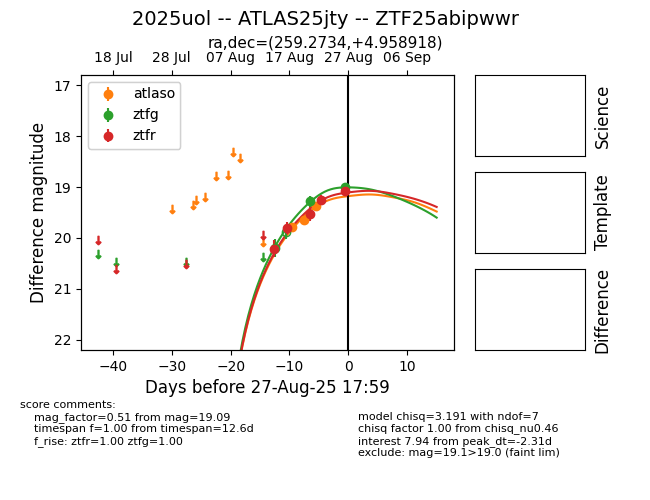 2025uol -- ATLAS25jty -- ZTF25abipwwr
ra,dec=(259.2734,+4.958918)
18 Jul 28 Jul 07 Aug 17 Aug 27 Aug 06 Sep
atlaso
ztfg
ztfr
17
18
19
20
21
22
Difference magnitude
−40 −30 −20 −10 0 10
Days before 27-Aug-25 17:59
Science
Template
Difference
score comments:
mag_factor=0.51 from mag=19.09
timespan f=1.00 from timespan=12.6d
f_rise: ztfr=1.00 ztfg=1.00
model chisq=3.191 with ndof=7
chisq factor 1.00 from chisq_nu0.46
interest 7.94 from peak_dt=-2.31d
exclude: mag=19.1>19.0 (faint lim)